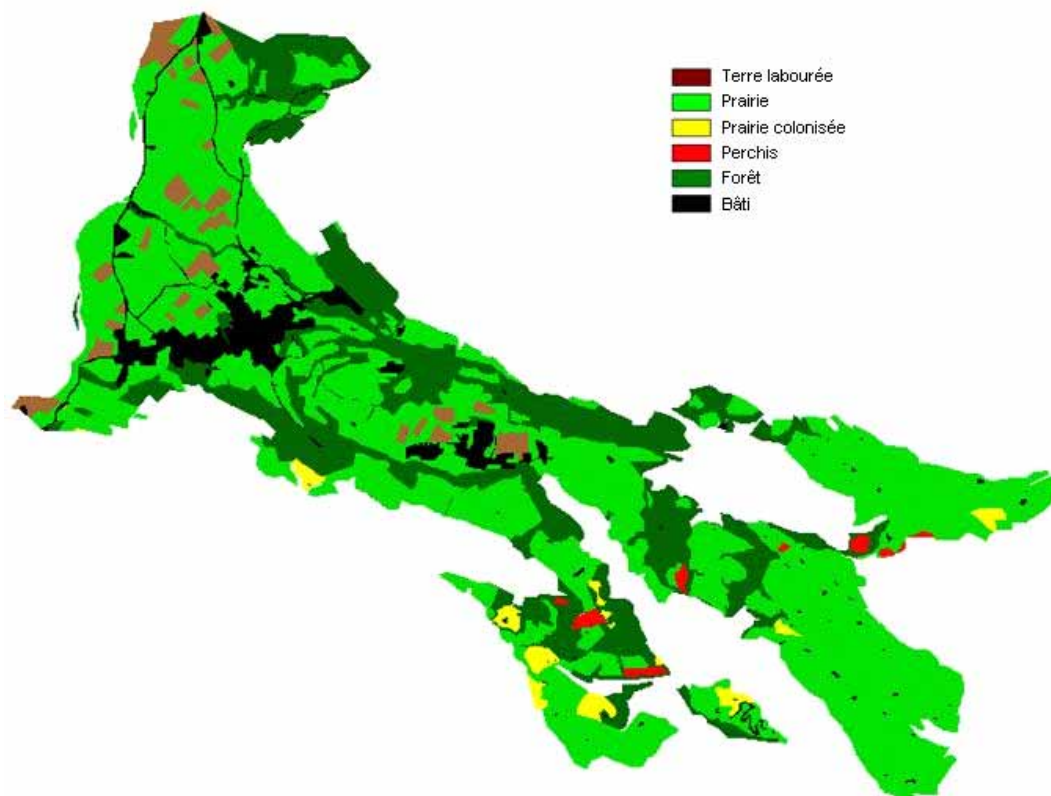 Terre labourée
Prairie
Prairie colonisée
Perchis
Forêt
Bâti